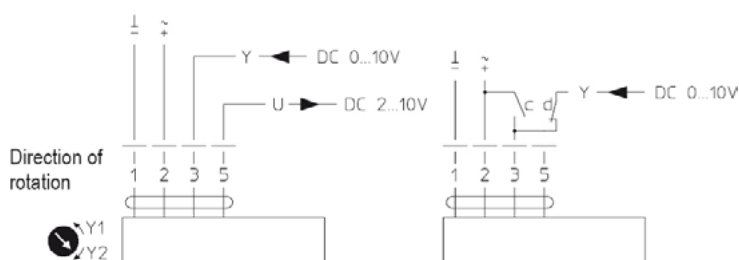 ⊥ ~
+
Y DC 0...10V
U DC 2...10V
Direction of
rotation
1 2 3 5
Y1
Y2
⊥ ~
+
c d Y DC 0...10V
1 2 3 5